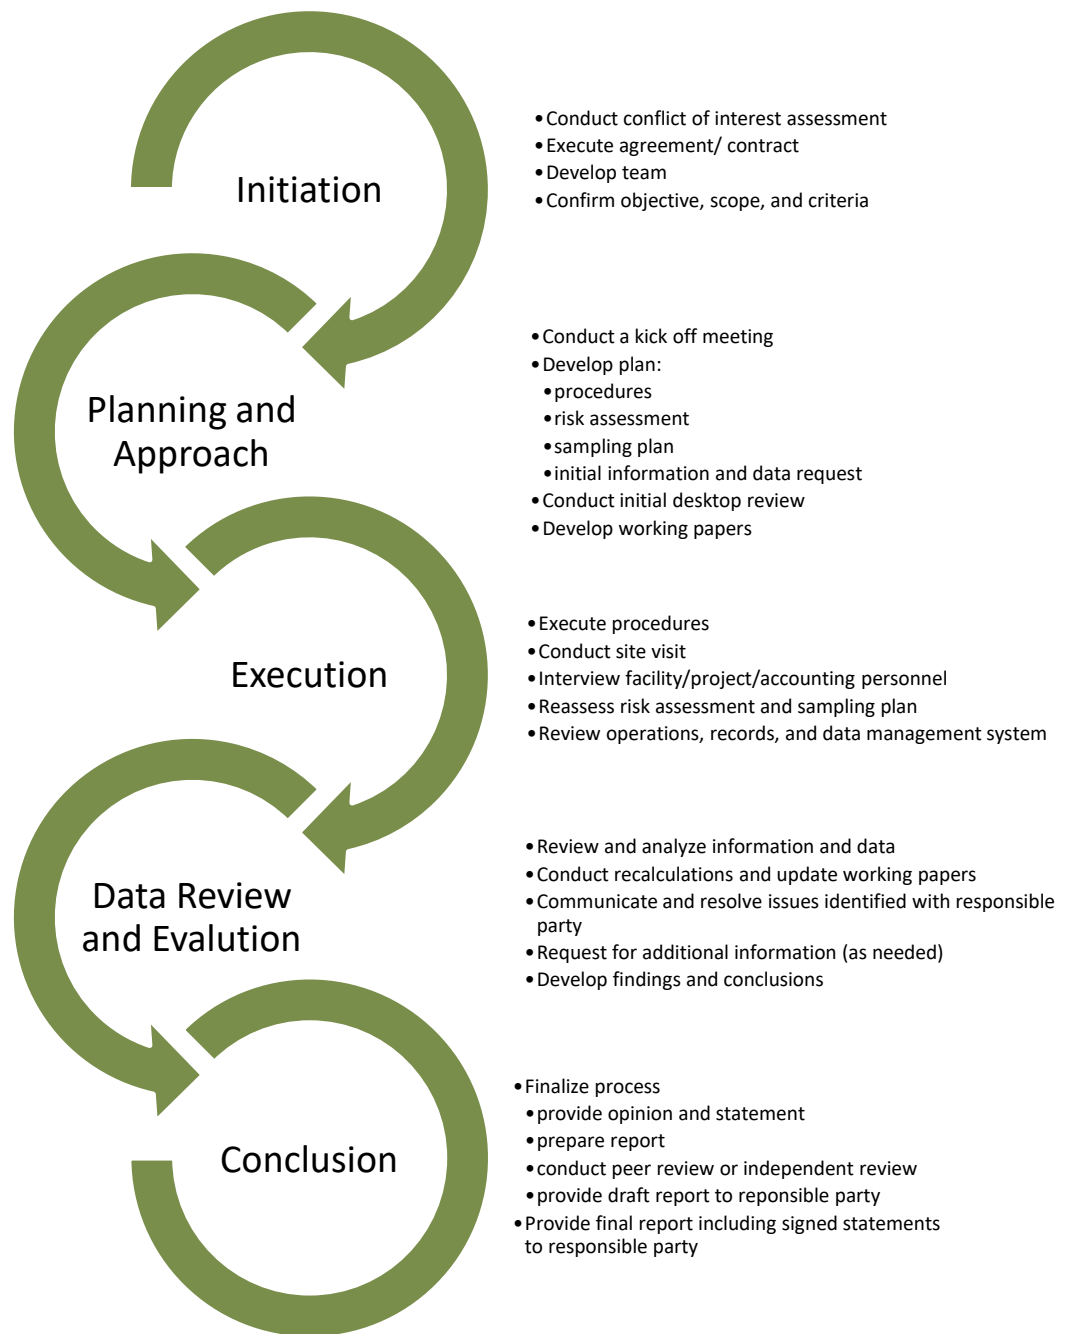 Initiation
•Conduct conflict of interest assessment
•Execute agreement/ contract
•Develop team
•Confirm objective, scope, and criteria
Planning and
Approach
•Conduct a kick off meeting
•Develop plan:
•procedures
•risk assessment
•sampling plan
•initial information and data request
•Conduct initial desktop review
•Develop working papers
Execution
•Execute procedures
•Conduct site visit
•Interview facility/project/accounting personnel
•Reassess risk assessment and sampling plan
•Review operations, records, and data management system
Data Review
and Evalution
•Review and analyze information and data
•Conduct recalculations and update working papers
•Communicate and resolve issues identified with responsible
party
•Request for additional information (as needed)
•Develop findings and conclusions
Conclusion
•Finalize process
•provide opinion and statement
•prepare report
•conduct peer review or independent review
•provide draft report to reponsible party
•Provide final report including signed statements
to responsible party